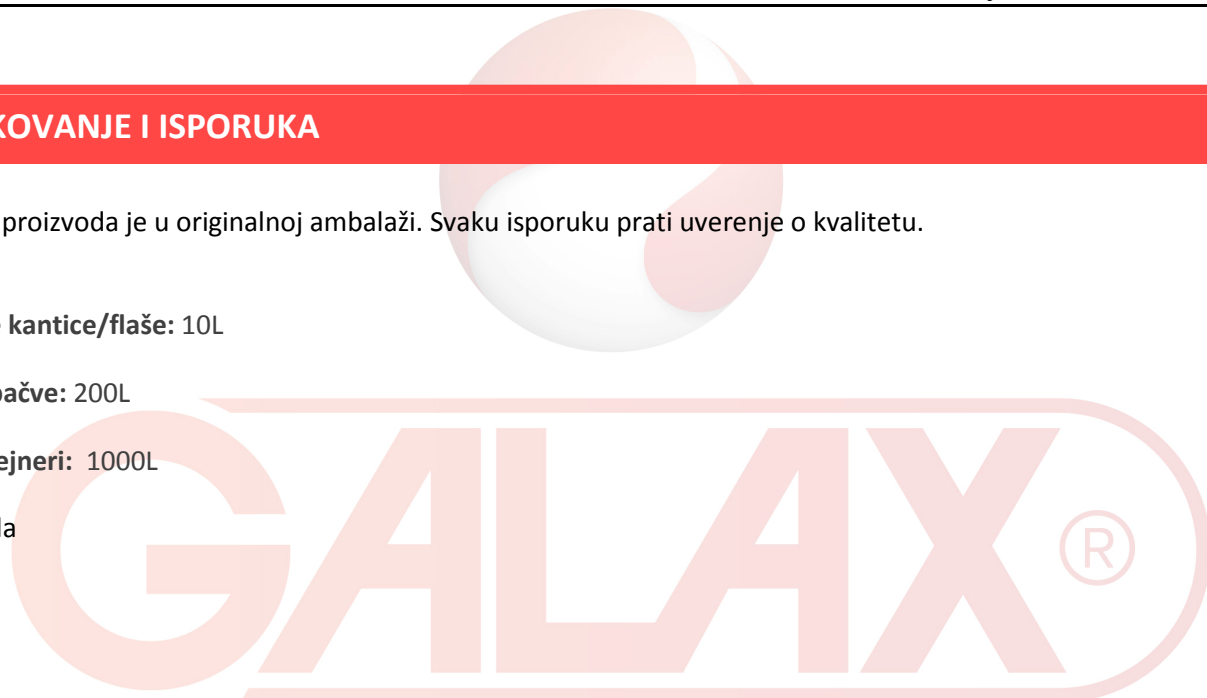 KOVANJE I ISPORUKA
proizvoda je u originalnoj ambalaži. Svaku isporuku prati uverenje o kvalitetu.
kantice/flaše: 10L
bačve: 200L
ejneri: 1000L
la
GALAX®